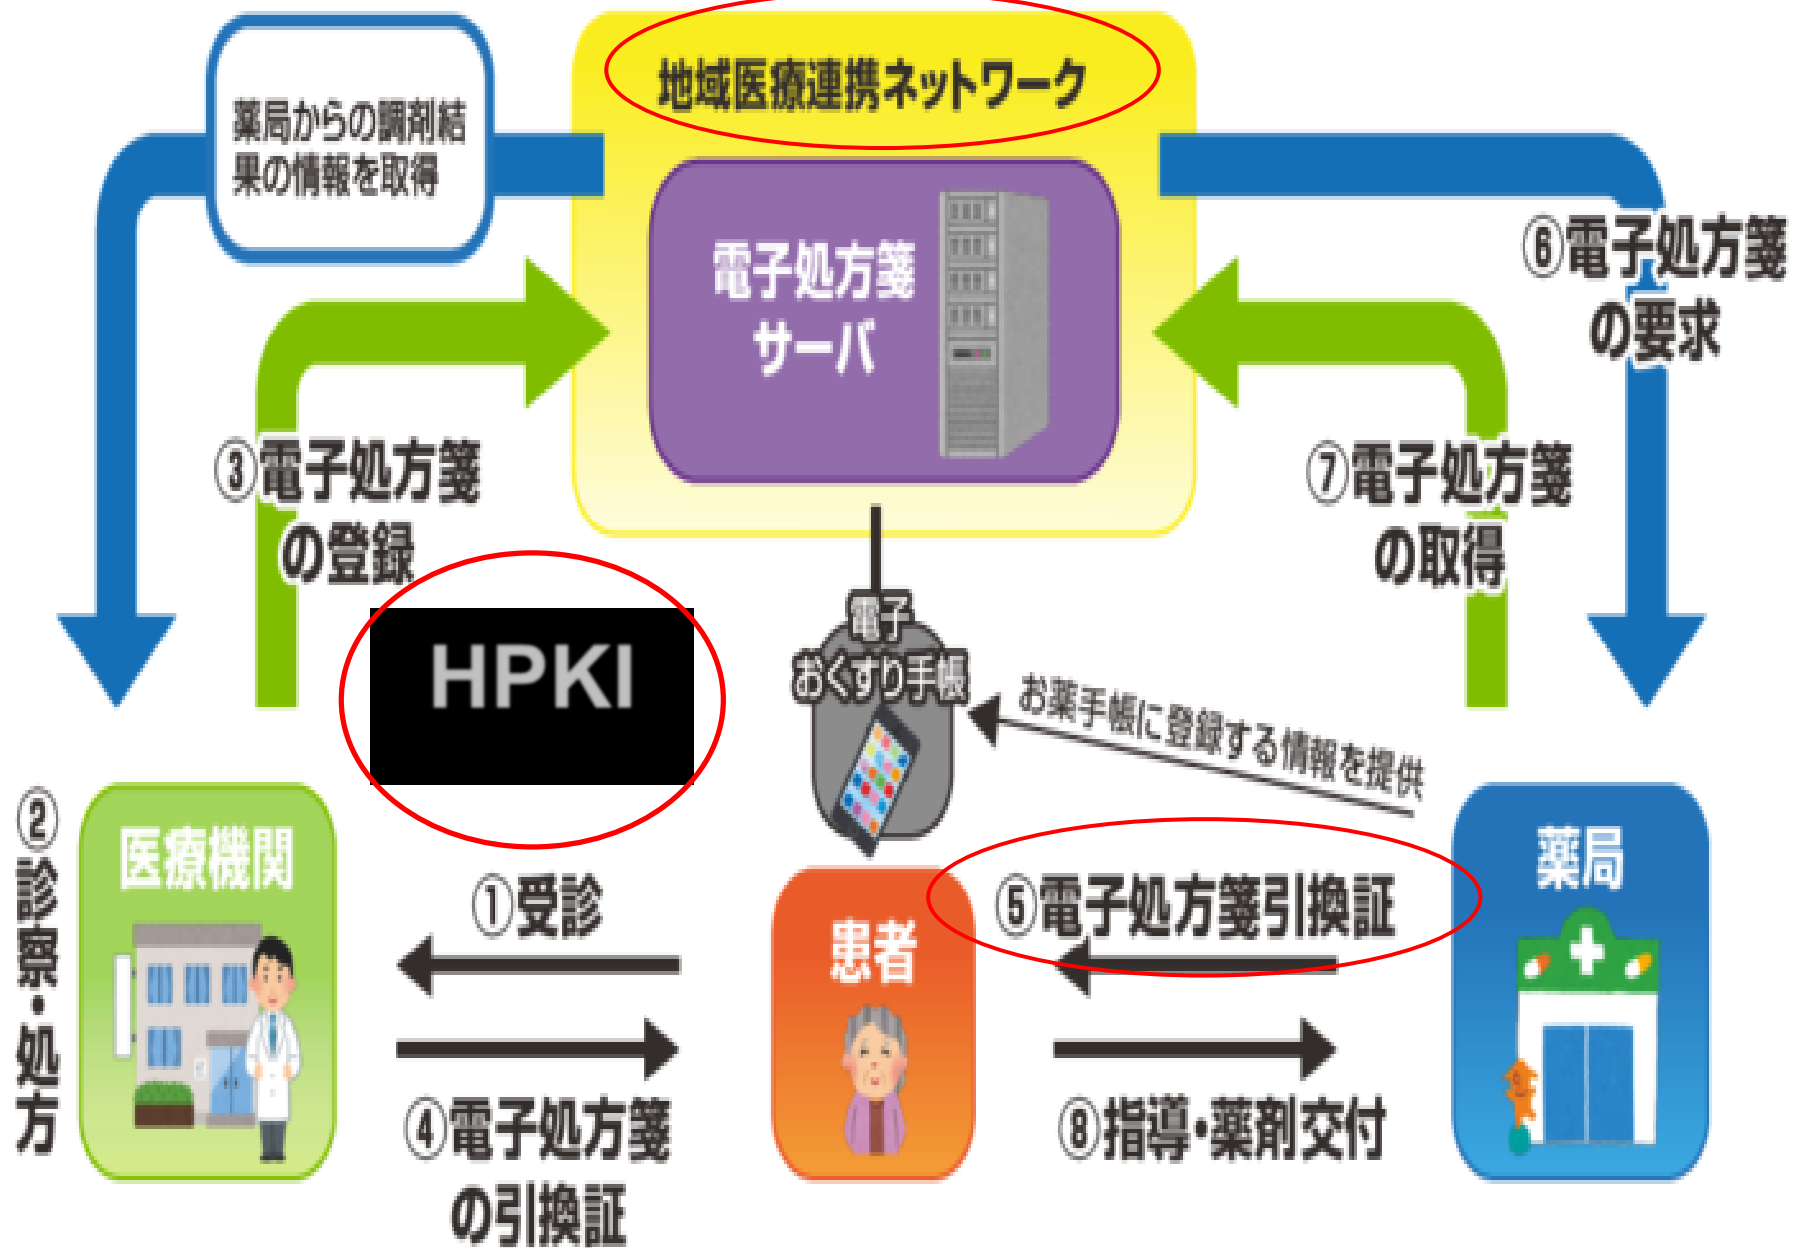 地域医療連携ネットワーク
薬局からの調剤結
果の情報を取得
電子処方箋
サーバ
⑥電子処方箋
の要求
③電子処方箋
の登録
⑦電子処方箋
の取得
HPKI
電子
おくすり手帳
お薬手帳に登録する情報を提供
②診察・処方
医療機関
①受診
④電子処方箋
の引換証
患者
⑤電子処方箋引換証
⑧指導・薬剤交付
薬局